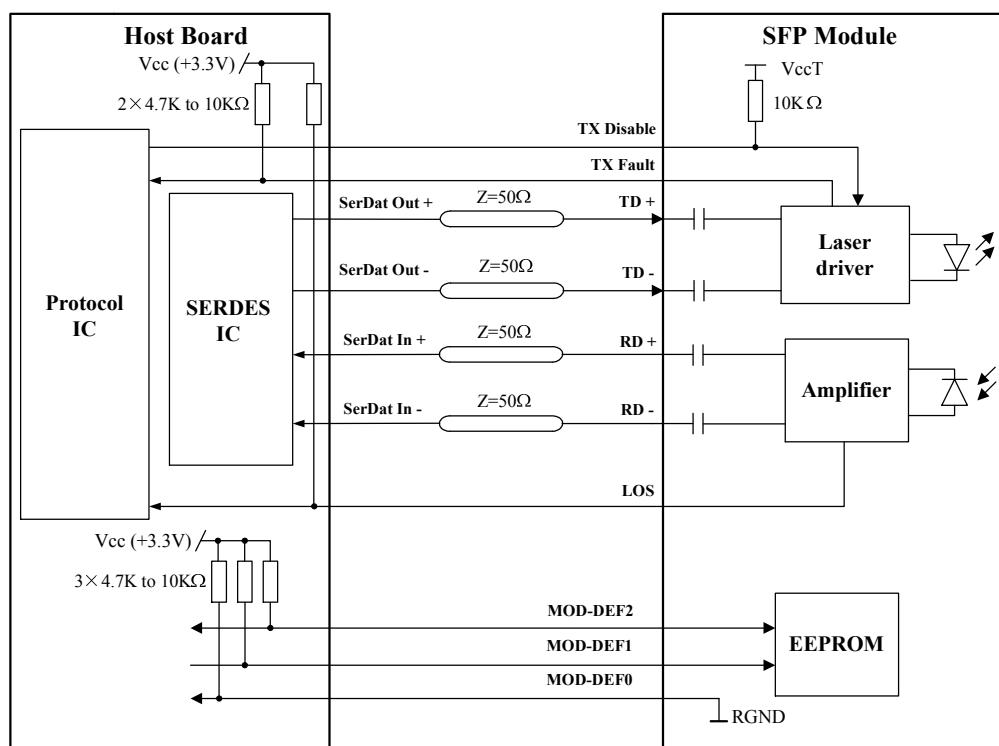 Host Board
SFP Module
Vcc (+3.3V)
VccT
2×4.7K to 10KΩ
10KΩ
TX Disable
TX Fault
SerDat Out +
Z=50Ω
TD +
SerDat Out -
Z=50Ω
TD -
Laser
driver
Protocol
IC
SERDES
IC
SerDat In +
Z=50Ω
RD +
SerDat In -
Z=50Ω
RD -
Amplifier
LOS
Vcc (+3.3V)
3×4.7K to 10KΩ
MOD-DEF2
MOD-DEF1
MOD-DEF0
EEPROM
RGND